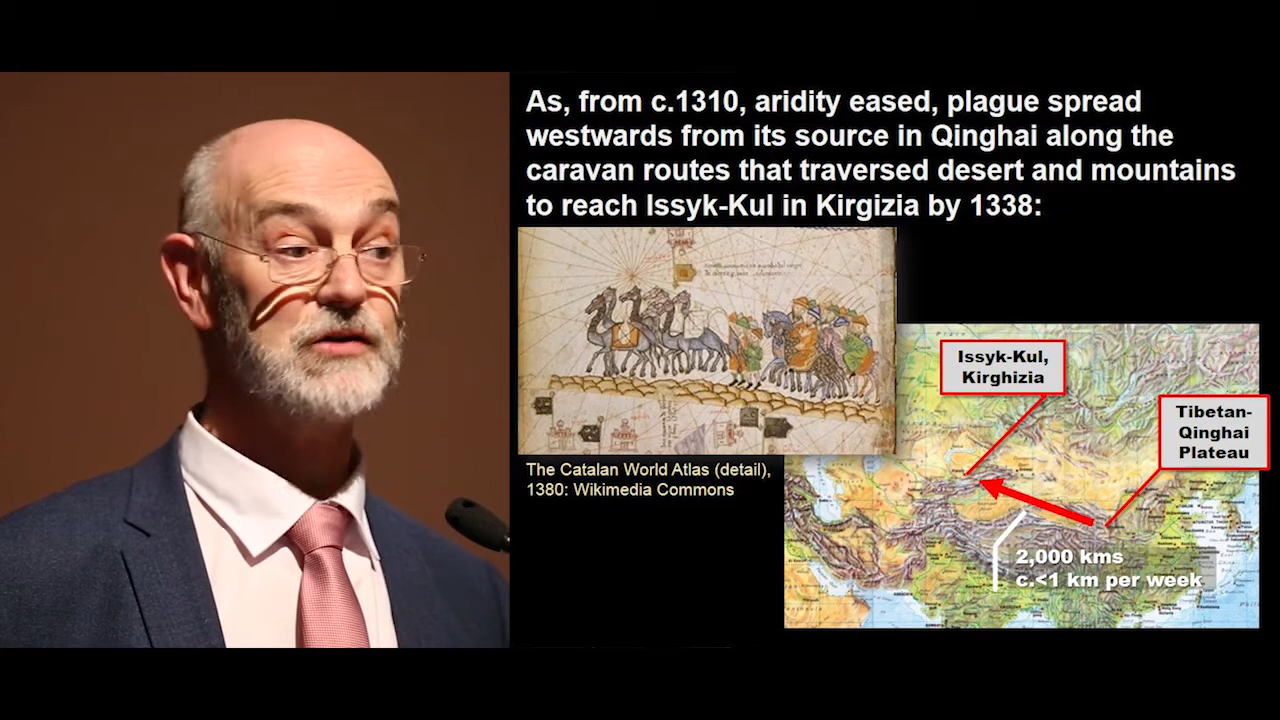 As, from c.1310, aridity eased, plague spread
westwards from its source in Qinghai along the
caravan routes that traversed desert and mountains
to reach Issyk-Kul in Kirgizia by 1338:
Issyk-Kul,
Kirghizia
Tibetan-
Qinghai
Plateau
The Catalan World Atlas (detail),
1380: Wikimedia Commons
2,000 kms
c.<1 km per week